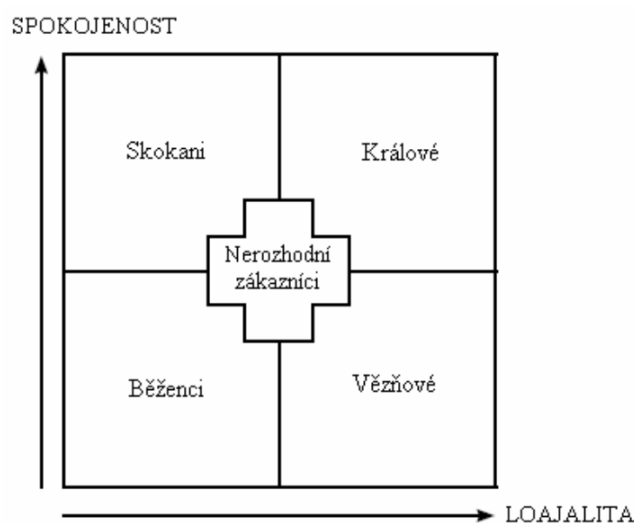 SPOKOJENOST
Skokani
Králové
Nerozhodní
zákazníci
Běženci
Vězňové
LOAJALITA